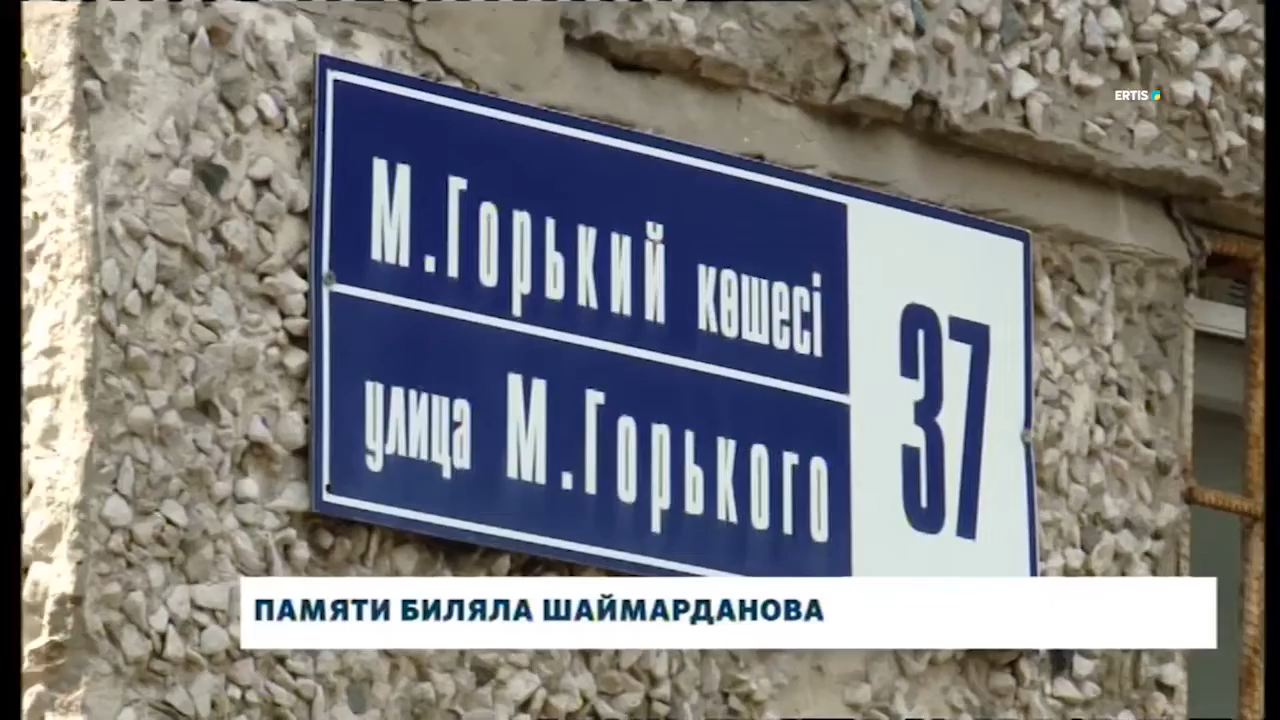 ERTIS
М.Горький көшесі
улица М.Горького
37
ПАМЯТИ БИЛЯЛА ШАЙМАРДАНОВА